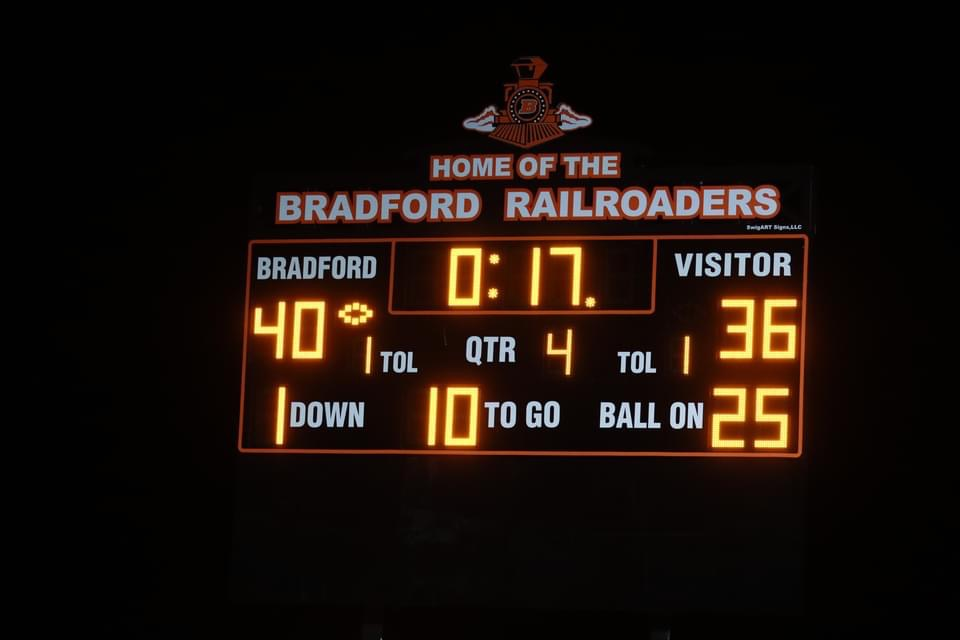 B
HOME OF THE
BRADFORD RAILROADERS
SwigART Signs,LLC
BRADFORD 0:17. VISITOR
40 36
1 TOL QTR 4 TOL 1
1 DOWN 10 TO GO BALL ON 25